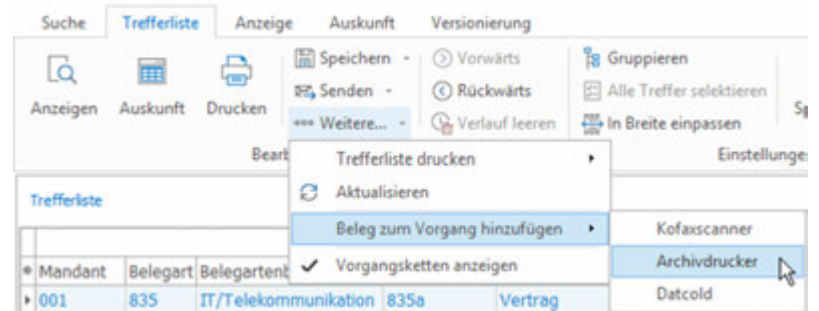 Suche Trefferliste Anzeige Auskunft Versionierung
Speichern Vorwärts Gruppieren
Senden Rückwärts Alle Treffer selektieren
Anzeigen Auskunft Drucken
Weitere... Verlauf leeren In Breite einpassen
Trefferliste drucken
Aktualisieren
Trefferliste
Beleg zum Vorgang hinzufügen Kofaxscanner
Vorgangsketten anzeigen Archivdrucker
Mandant Belegart
Datcold
001 835 IT/Telekommunikation 835a Vertrag